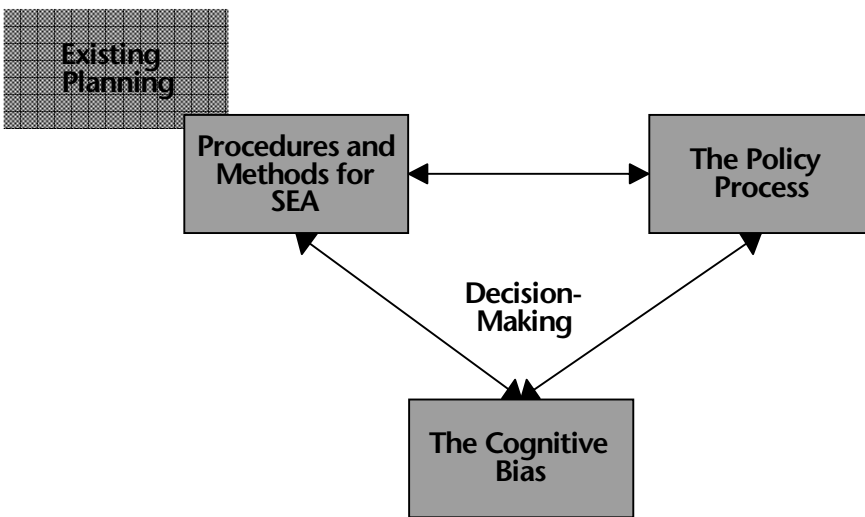 Existing
Planning
Procedures and
Methods for
SEA
The Policy
Process
Decision-
Making
The Cognitive
Bias